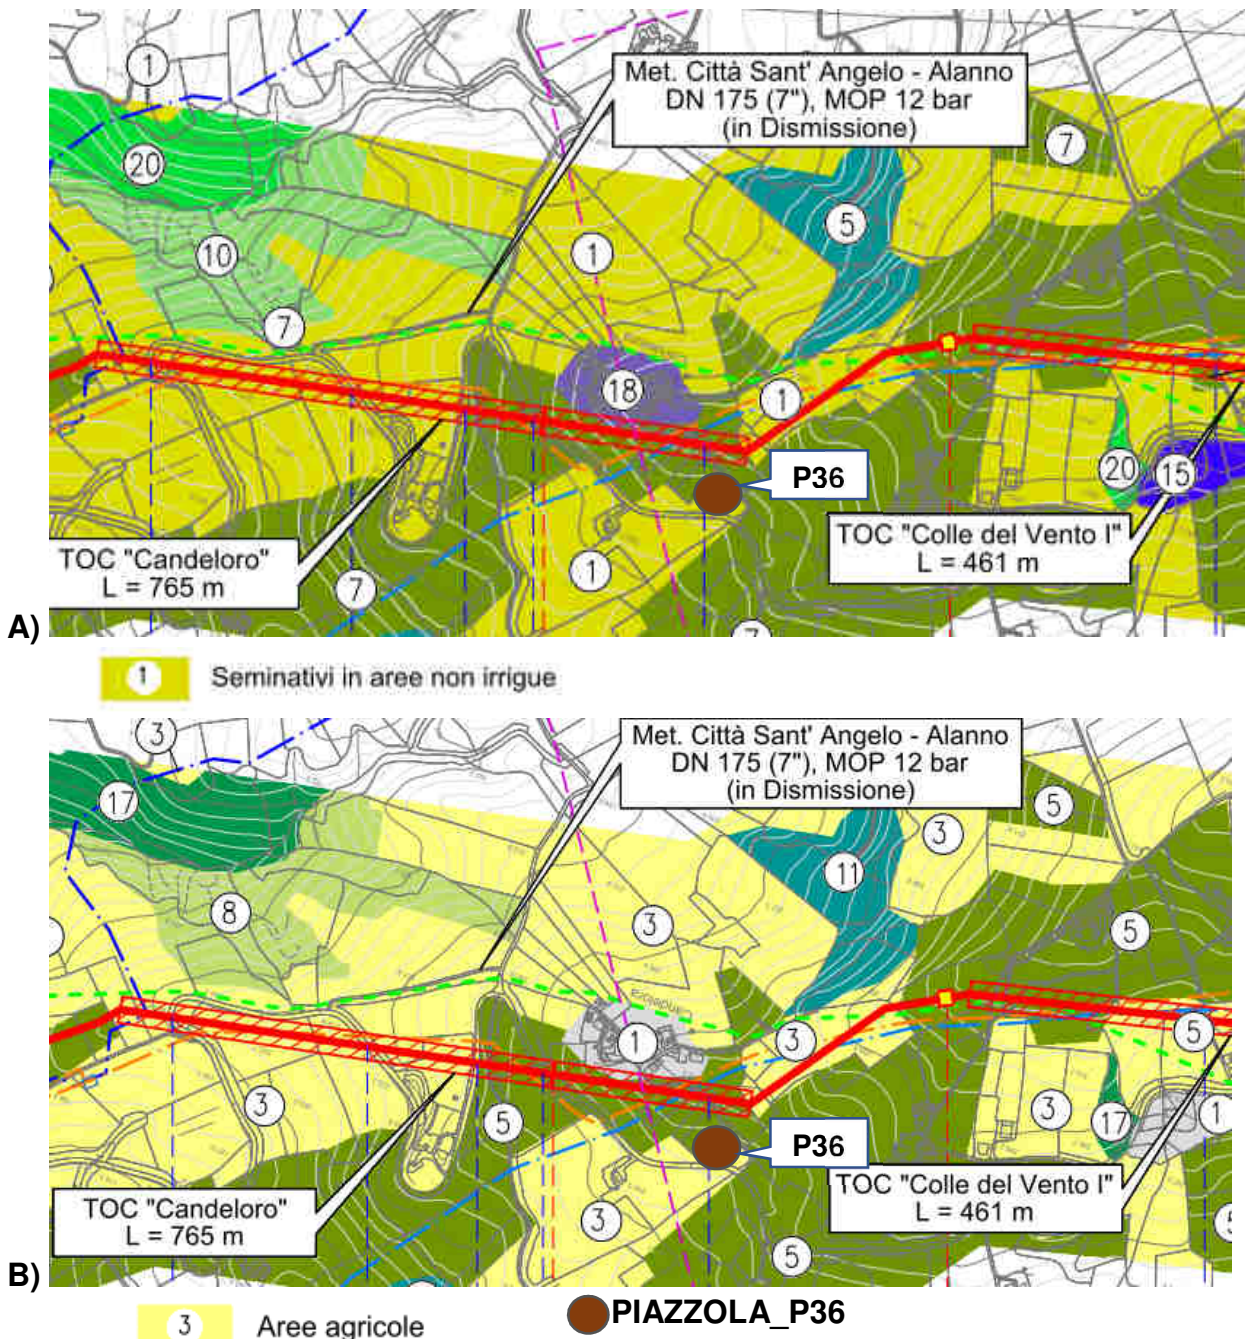 Met. Città Sant' Angelo - Alanno
DN 175 (7"), MOP 12 bar
(in Dismissione)
1
20
7
5
10
1
7
18
1
P36
20
15
TOC "Candeloro"
L = 765 m
7
1
TOC "Colle del Vento I"
L = 461 m
7
A)
1 Seminativi in aree non irrigue
Met. Città Sant' Angelo - Alanno
DN 175 (7"), MOP 12 bar
(in Dismissione)
3
17
5
3
11
8
3
5
1
3
5
3
5
P36
3
17
1
TOC "Candeloro"
L = 765 m
3
5
TOC "Colle del Vento I"
L = 461 m
5
B)
3 Aree agricole
PIAZZOLA_P36